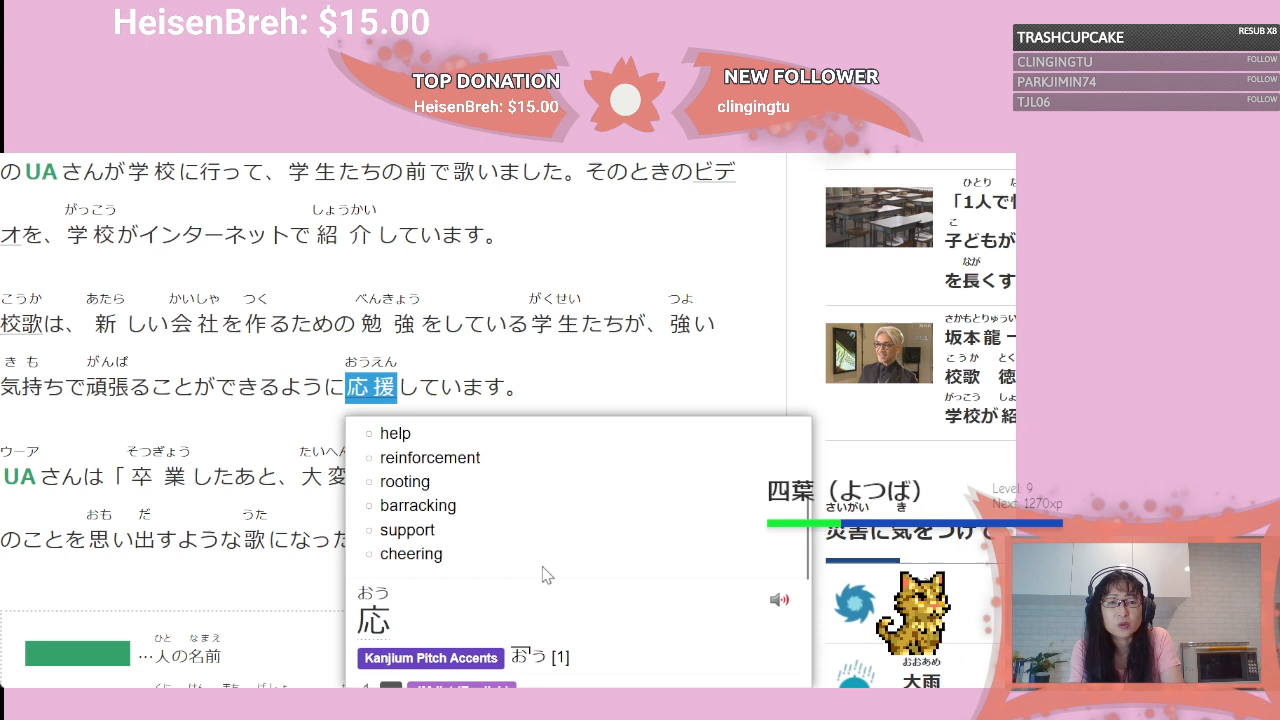 HeisenBreh: $15.00
TOP DONATION
HeisenBreh: $15.00
NEW FOLLOWER
clingingtu
TRASHCUPCAKE RESUB X8
CLINGINGTU FOLLOW
PARKJIMIN74 FOLLOW
TJL06 FOLLOW
のUAさんが学校に行って、学生たちの前で歌いました。そのときのビデ
がっこう しょうかい
オを、学校がインターネットで紹介しています。
こうか あたら かいしゃ つく べんきょう がくせい つよ
校歌は、新しい会社を作るための勉強をしている学生たちが、強い
きも がんば おうえん
気持ちで頑張ることができるように応援しています。
ウーア そつぎょう たいへん
UAさんは「卒業したあと、大変
おも だ うた
のことを思い出すような歌になった
ひと なまえ
…人の名前
help
reinforcement
rooting
barracking
support
cheering
おう
応
Kanjium Pitch Accents おう [1]
ひとり
「1人で
こ
子どもが
なが
を長くす
さかもとりゅうい
坂本龍一
こうか とく
校歌 徳
がっこう しょ
学校が紹
四葉（よつば）
Level: 9
Next: 1270xp
さいがい き
災害に気をつけて
おおあめ
大雨